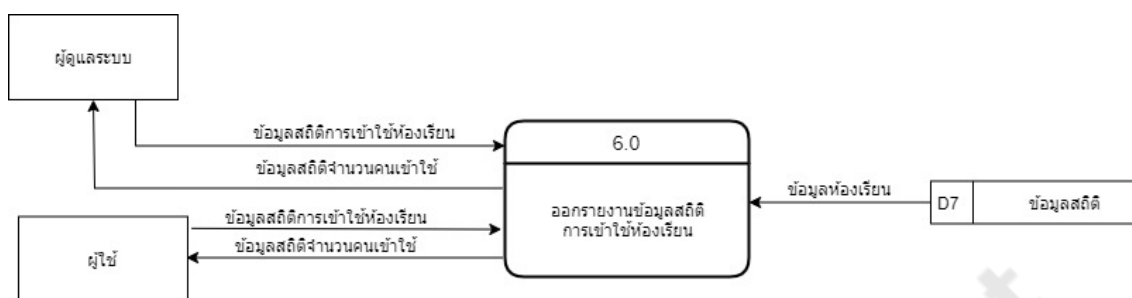 ผู้ดูแลระบบ
ข้อมูลสถิติการเข้าใช้ห้องเรียน
6.0
ข้อมูลสถิติจำนวนคนเข้าใช้
ข้อมูลห้องเรียน
D7
ข้อมูลสถิติ
ออกรายงานข้อมูลสถิติ
การเข้าใช้ห้องเรียน
ข้อมูลสถิติการเข้าใช้ห้องเรียน
ข้อมูลสถิติจำนวนคนเข้าใช้
ผู้ใช้